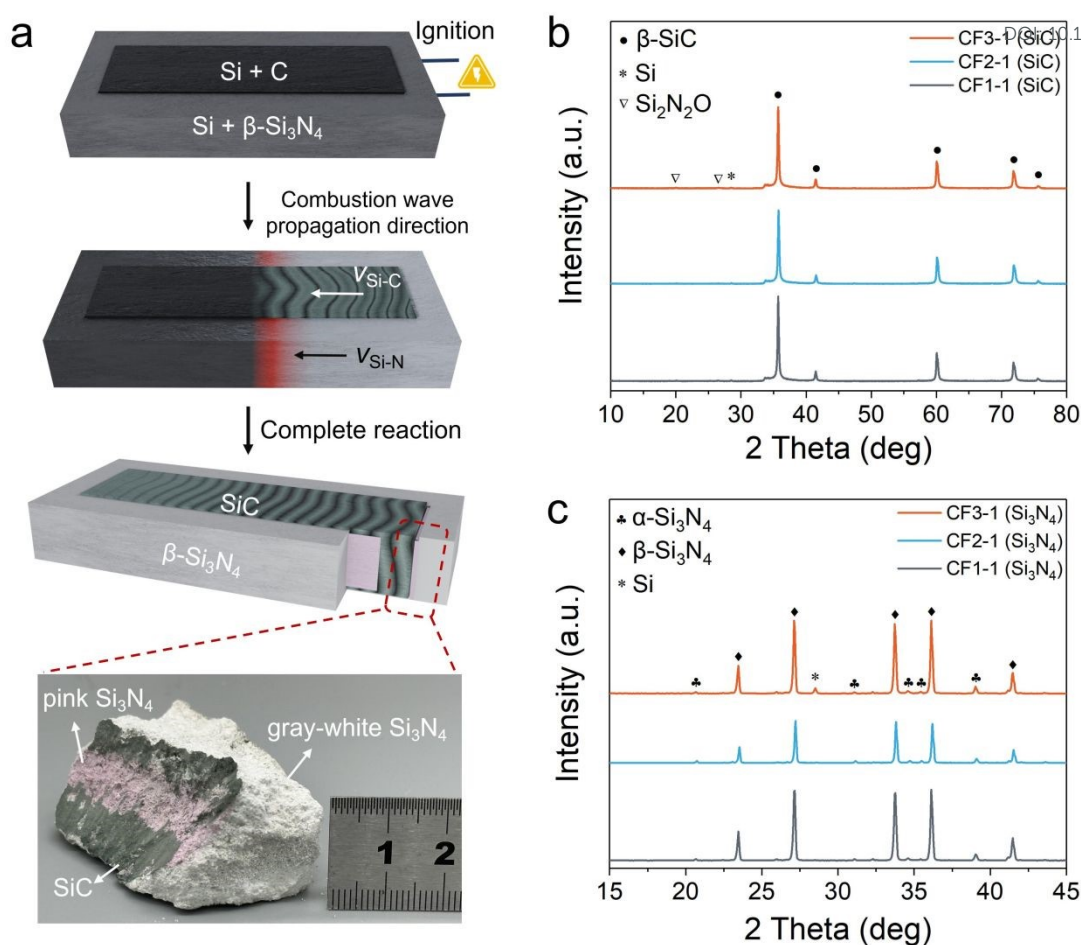 a
Ignition
Si + C
Si + β-Si₃N₄
Combustion wave
propagation direction
vSi-C
vSi-N
Complete reaction
SiC
β-Si₃N₄
pink Si₃N₄
gray-white Si₃N₄
SiC
1 2
b
β-SiC
* Si
Si₂N₂O
CF3-1 (SiC)
CF2-1 (SiC)
CF1-1 (SiC)
Intensity (a.u.)
10 20 30 40 50 60 70 80
2 Theta (deg)
c
♣ α-Si₃N₄
♦ β-Si₃N₄
* Si
CF3-1 (Si₃N₄)
CF2-1 (Si₃N₄)
CF1-1 (Si₃N₄)
Intensity (a.u.)
15 20 25 30 35 40 45
2 Theta (deg)